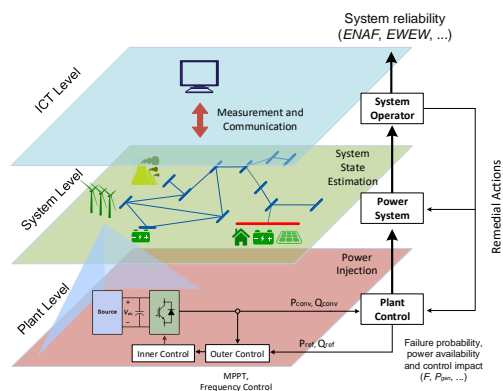 System reliability
(ENAF, EWEW, ...)
ICT Level
System
Operator
Measurement and
Communication
System Level
System
State
Estimation
Power
System
Remedial Actions
Plant Level
Power
Injection
Source
+
Vdc
−
+
−
Pconv, Qconv
Plant
Control
Pref, Qref
Inner Control
Outer Control
MPPT,
Frequency Control
Failure probability,
power availability
and control impact
(F, Pgen, ...)